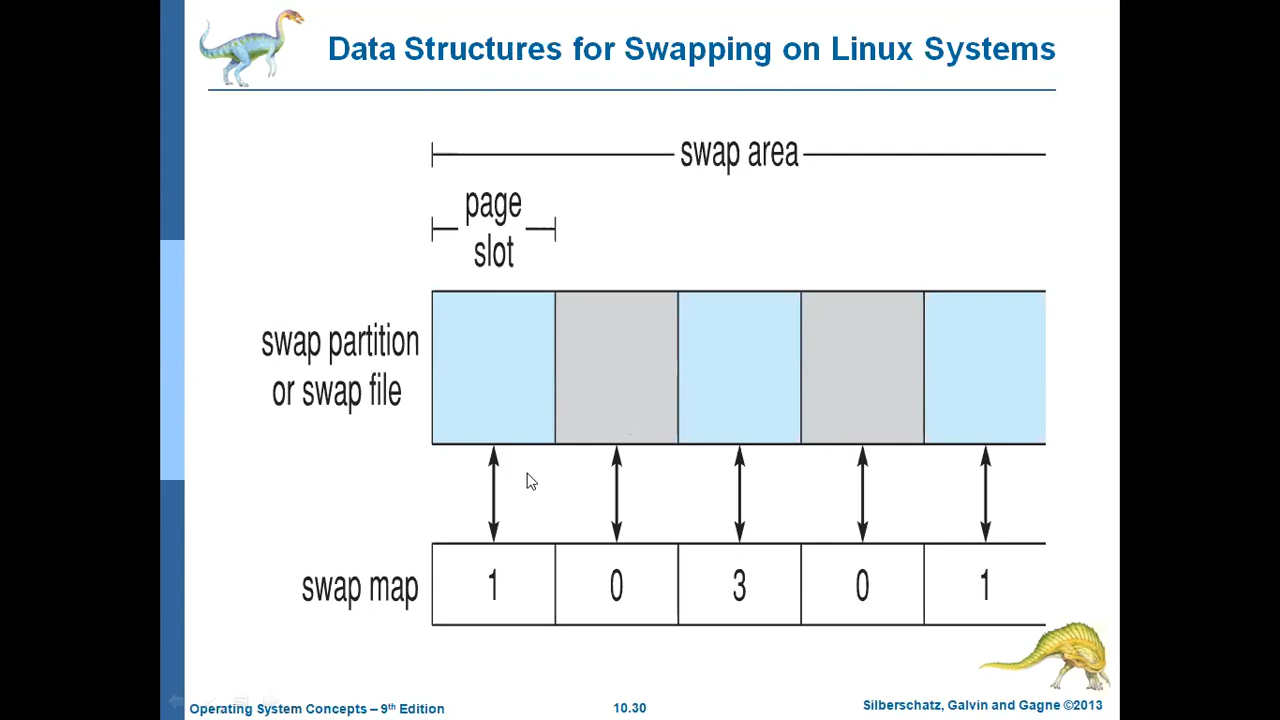 Data Structures for Swapping on Linux Systems
swap area
page
slot
swap partition
or swap file
swap map 1 0 3 0 1
Operating System Concepts – 9th Edition 10.30 Silberschatz, Galvin and Gagne ©2013